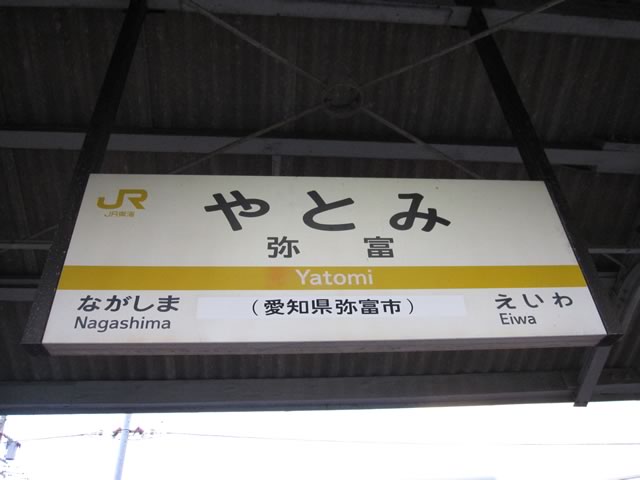 JR
JR東海
やとみ
弥富
Yatomi
ながしま
Nagashima
(愛知県弥富市)
えいわ
Eiwa